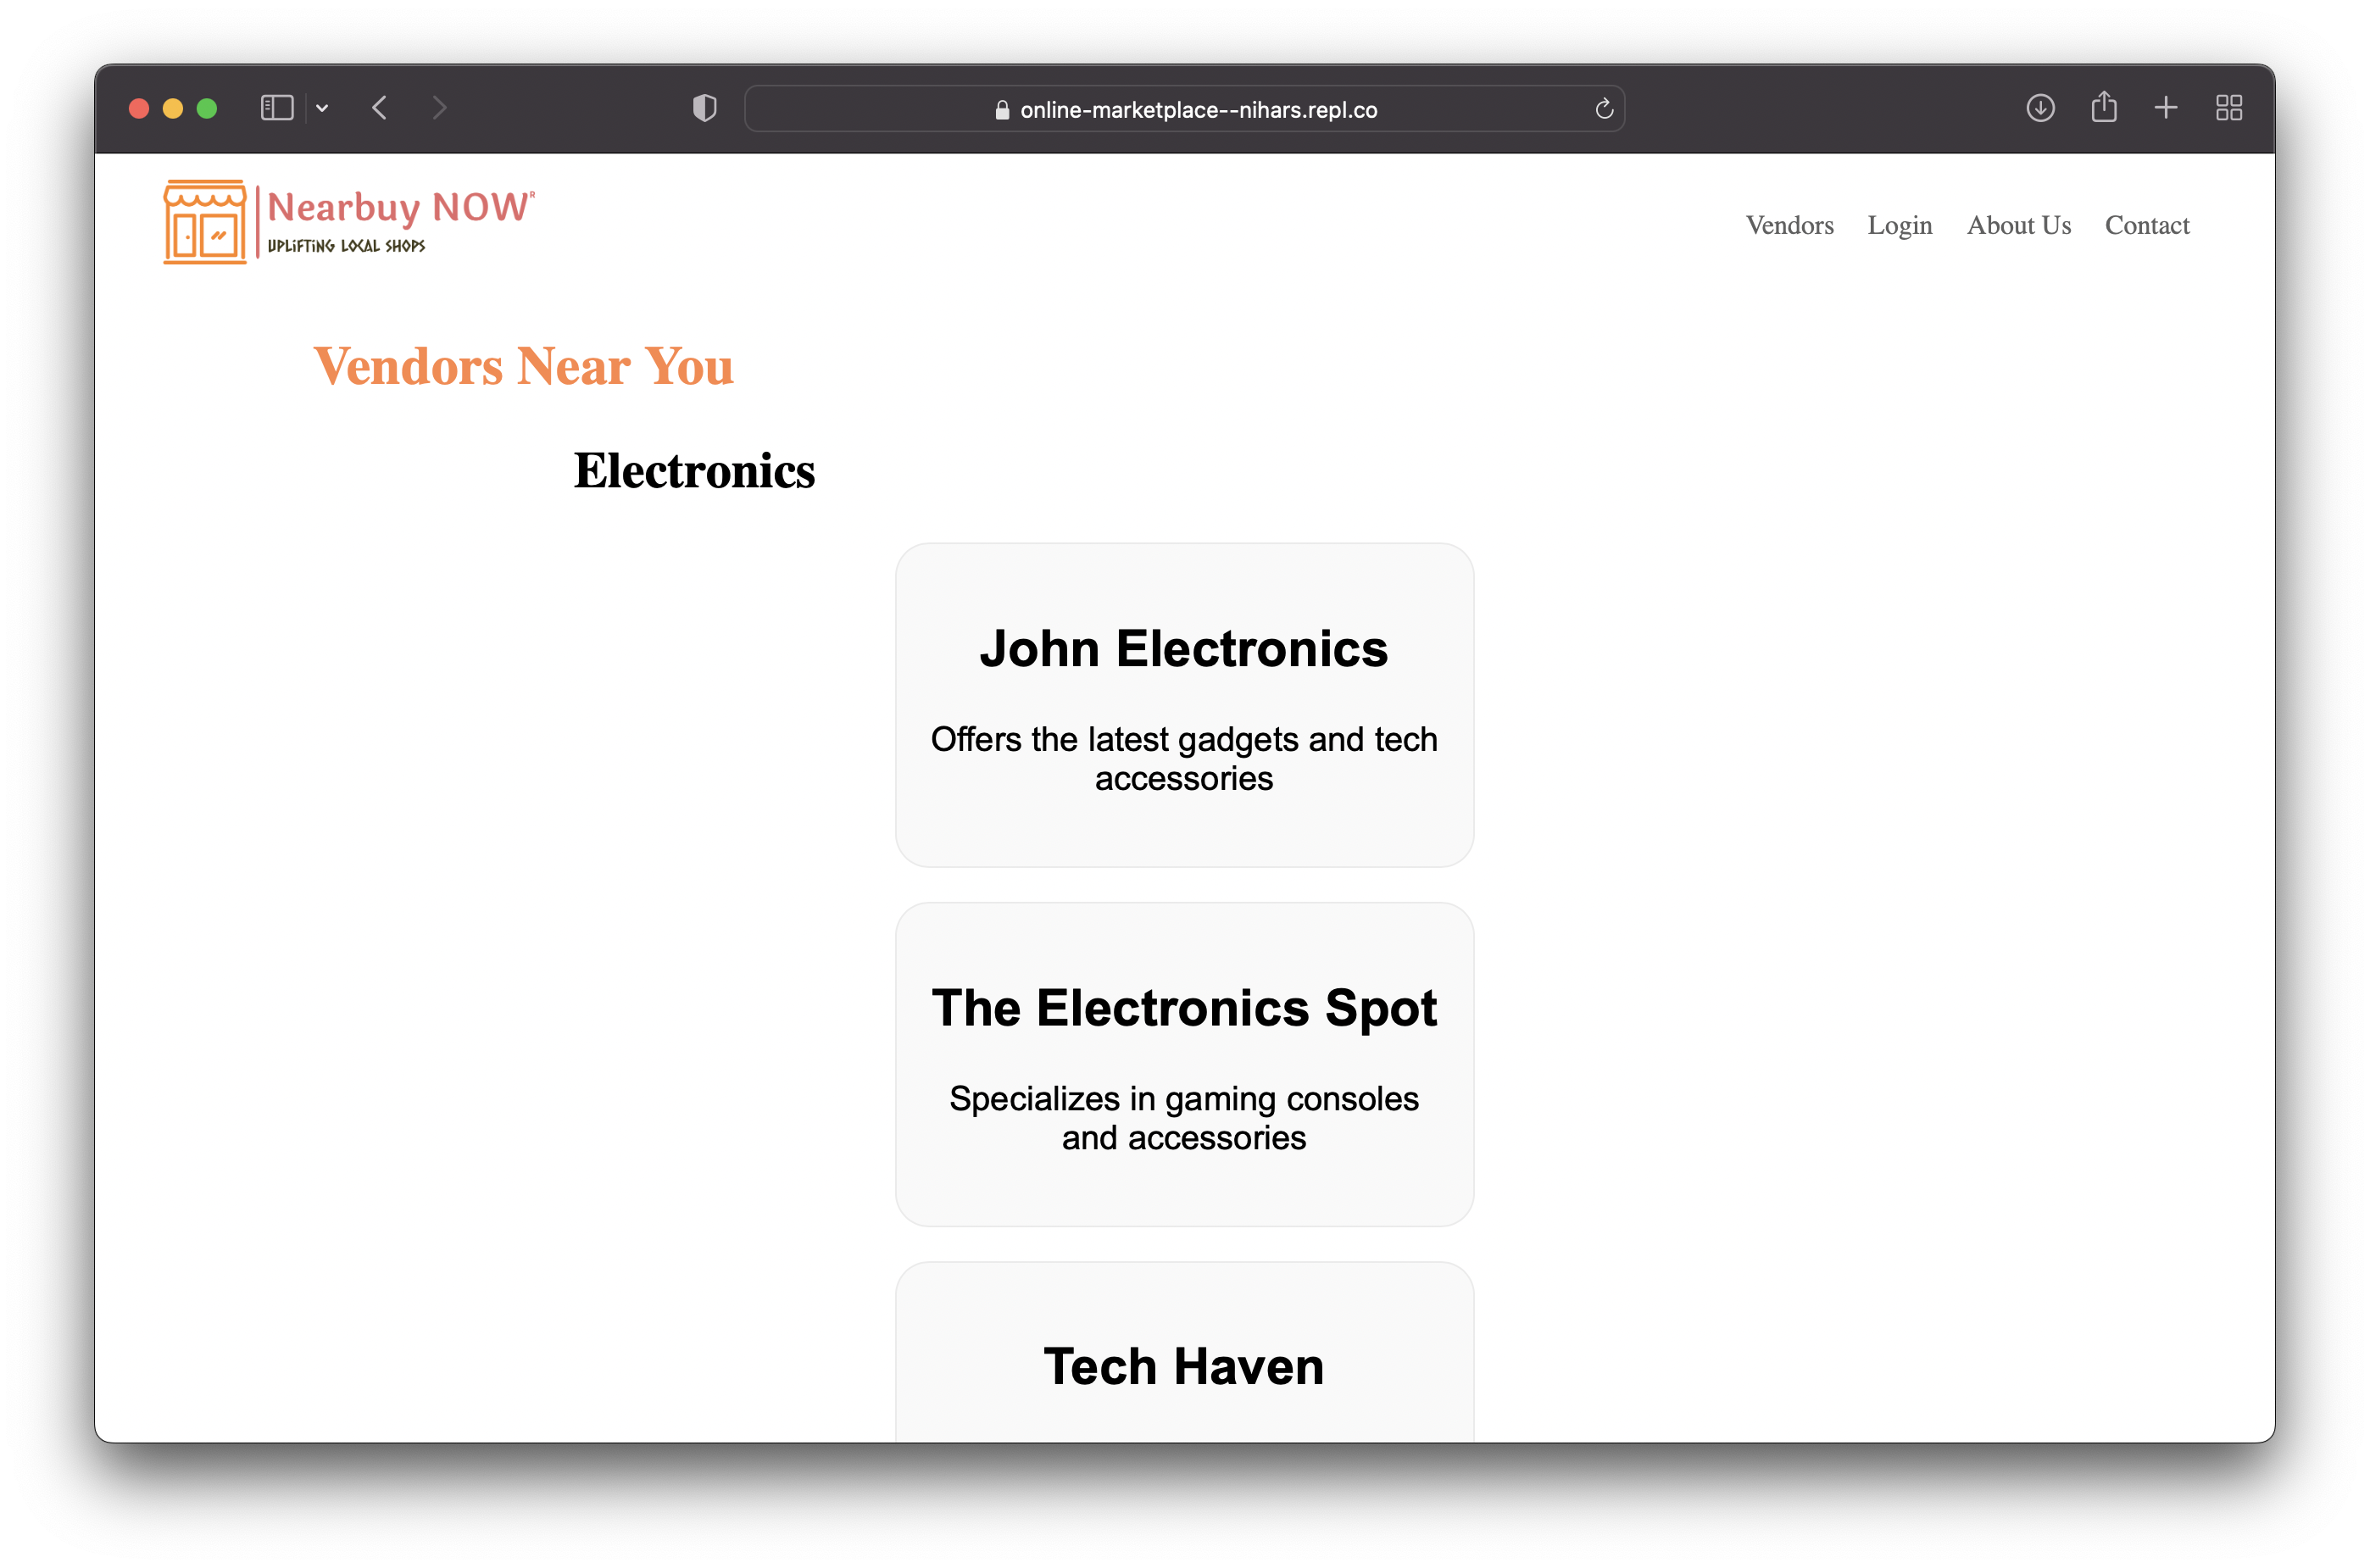 online-marketplace--nihars.repl.co
Nearbuy NOW R
UPLiFTiNG LOCAL SHOPS
Vendors Login About Us Contact
Vendors Near You
Electronics
John Electronics
Offers the latest gadgets and tech
accessories
The Electronics Spot
Specializes in gaming consoles
and accessories
Tech Haven